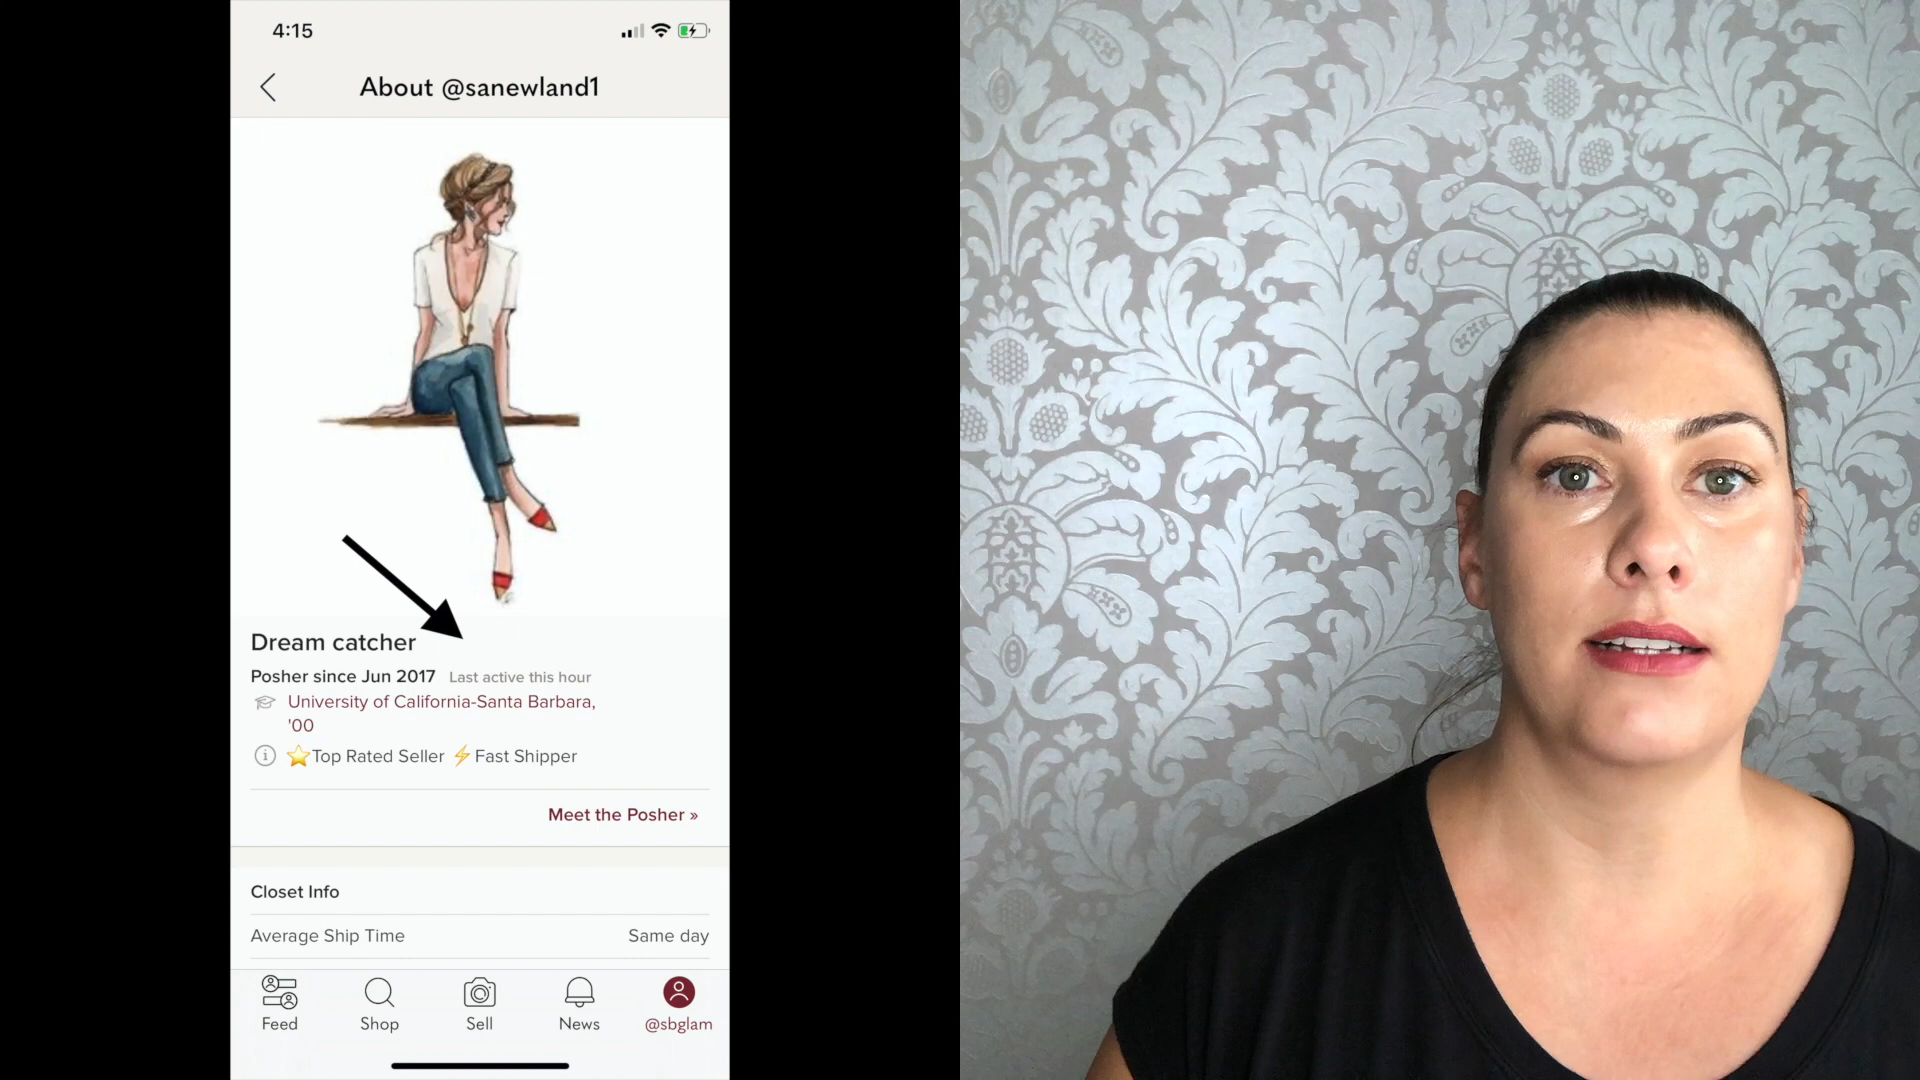 4:15
About @sanewland1
Dream catcher
Posher since Jun 2017 Last active this hour
University of California-Santa Barbara,
'00
⭐Top Rated Seller ⚡Fast Shipper
Meet the Posher »
Closet Info
Average Ship Time Same day
Feed Shop Sell News @sbglam